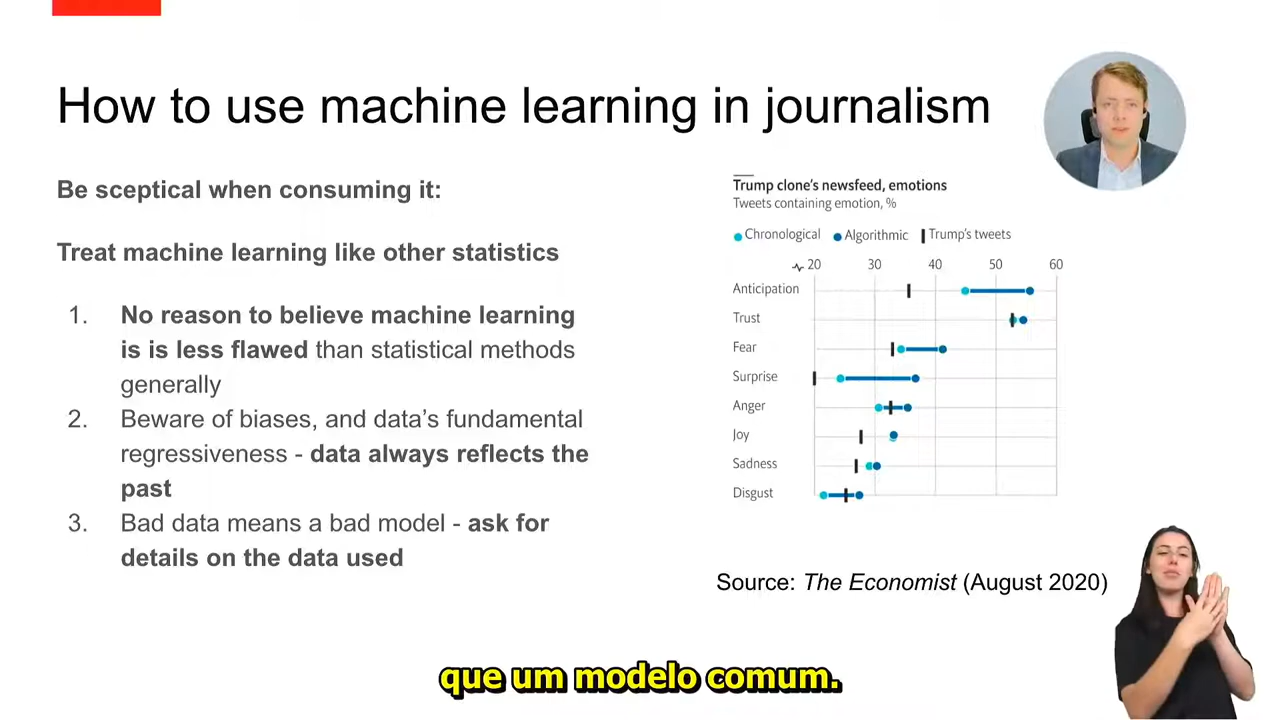 How to use machine learning in journalism
Be sceptical when consuming it:
Treat machine learning like other statistics
1. No reason to believe machine learning
is is less flawed than statistical methods
generally
2. Beware of biases, and data's fundamental
regressiveness - data always reflects the
past
3. Bad data means a bad model - ask for
details on the data used
Trump clone's newsfeed, emotions
Tweets containing emotion, %
Chronological Algorithmic Trump's tweets
20 30 40 50 60
Anticipation
Trust
Fear
Surprise
Anger
Joy
Sadness
Disgust
Source: The Economist (August 2020)
que um modelo comum.